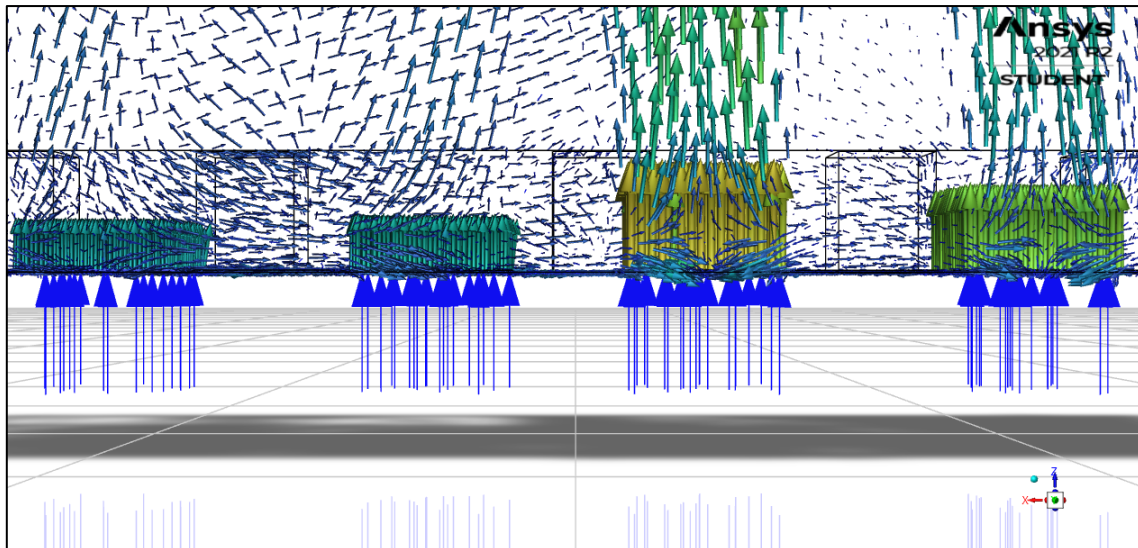 Ansys
2021 R2
STUDENT
Z
X